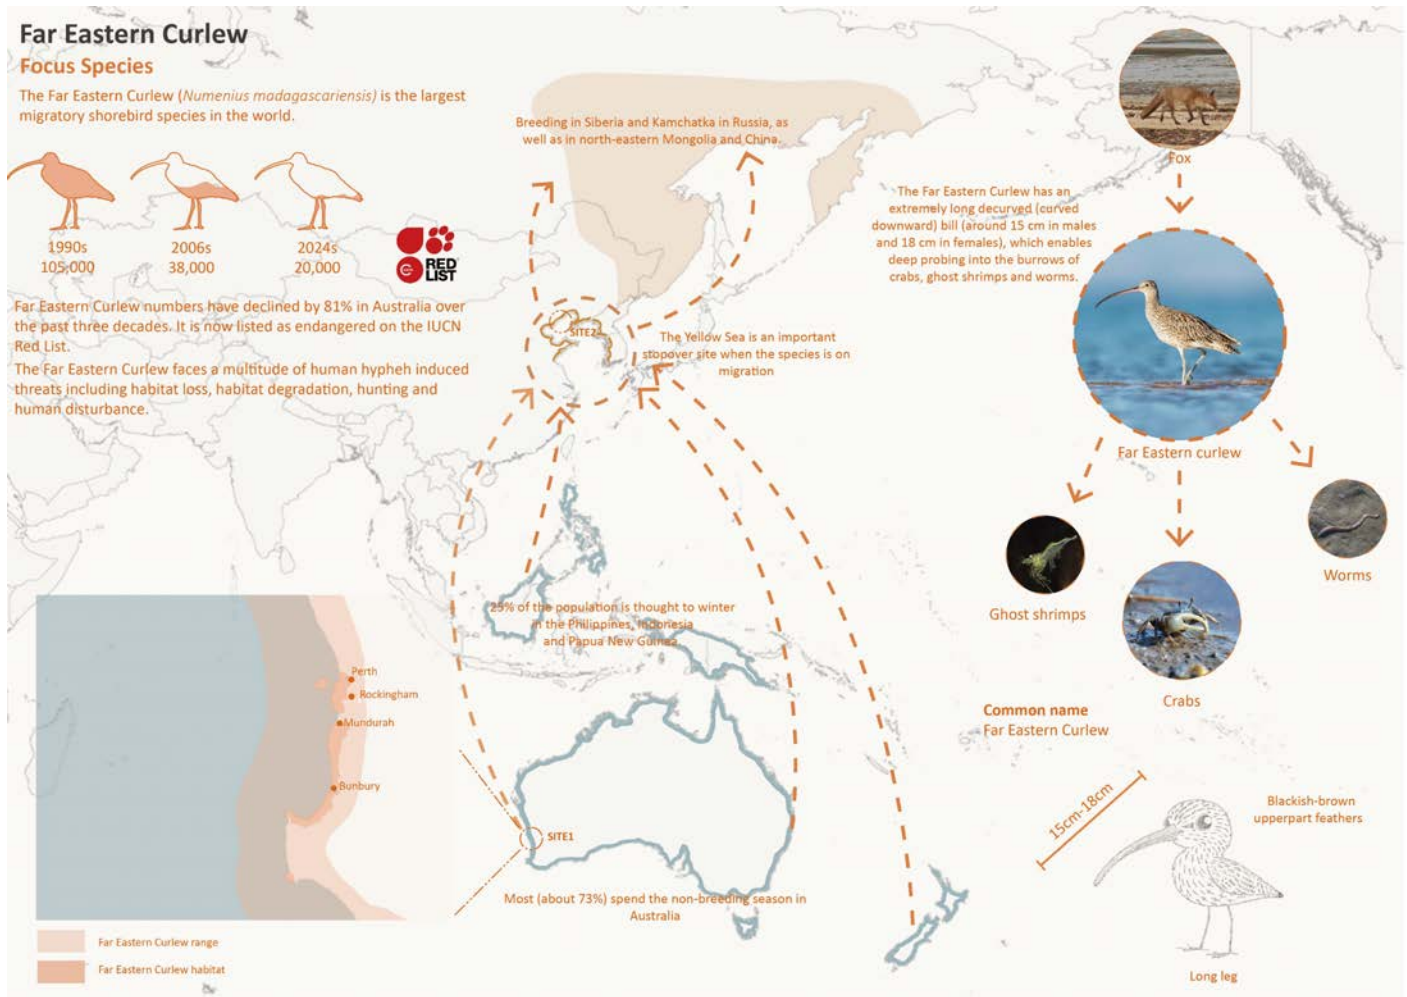 Far Eastern Curlew
Focus Species
The Far Eastern Curlew (Numenius madagascariensis) is the largest
migratory shorebird species in the world.
1990s
105,000
2006s
38,000
2024s
20,000
RED
LIST
Far Eastern Curlew numbers have declined by 81% in Australia over
the past three decades. It is now listed as endangered on the IUCN
Red List.
The Far Eastern Curlew faces a multitude of human hypheh induced
threats including habitat loss, habitat degradation, hunting and
human disturbance.
Breeding in Siberia and Kamchatka in Russia, as
well as in north-eastern Mongolia and China.
SITE2
The Yellow Sea is an important
stopover site when the species is on
migration
The Far Eastern Curlew has an
extremely long decurved (curved
downward) bill (around 15 cm in males
and 18 cm in females), which enables
deep probing into the burrows of
crabs, ghost shrimps and worms.
Fox
Far Eastern curlew
Ghost shrimps
Crabs
Worms
25% of the population is thought to winter
in the Philippines, Indonesia
and Papua New Guinea
Perth
Rockingham
Mundurah
Bunbury
SITE1
Most (about 73%) spend the non-breeding season in
Australia
Far Eastern Curlew range
Far Eastern Curlew habitat
Common name
Far Eastern Curlew
15cm-18cm
Blackish-brown
upperpart feathers
Long leg